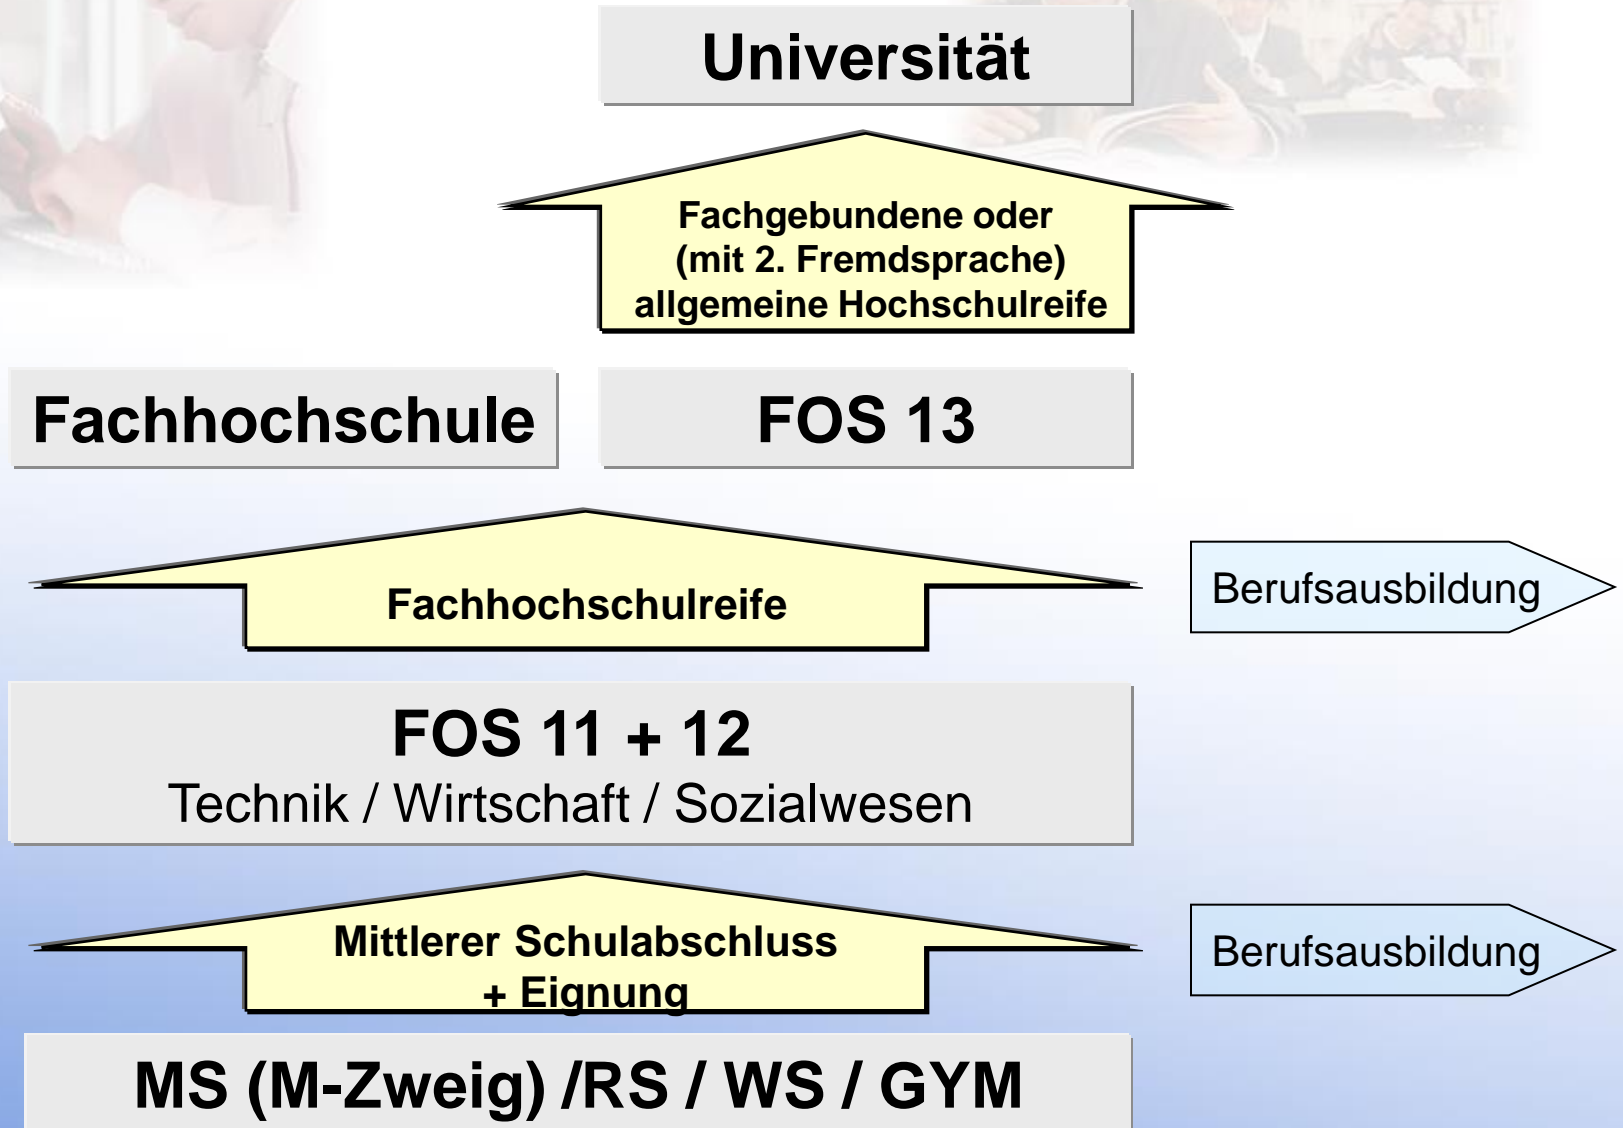 Universität
Fachgebundene oder
(mit 2. Fremdsprache)
allgemeine Hochschulreife
Fachhochschule
FOS 13
Fachhochschulreife
Berufsausbildung
FOS 11 + 12
Technik / Wirtschaft / Sozialwesen
Mittlerer Schulabschluss
+ Eignung
Berufsausbildung
MS (M-Zweig) /RS / WS / GYM